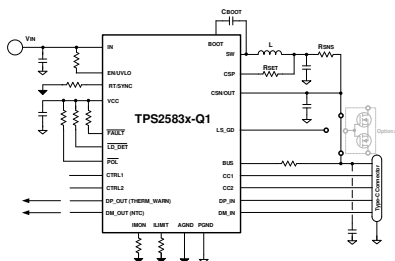 CBOOT
VIN
IN
BOOT
SW
L
RSNS
EN/UVLO
CSP
RSET
RT/SYNC
CSN/OUT
VCC
TPS2583x-Q1
FAULT
LS_GD
Optional
LD_DET
POL
BUS
CTRL1
CC1
CTRL2
CC2
DP_OUT (THERM_WARN)
DP_IN
DM_OUT (NTC)
DM_IN
Type-C Connector
IMON
ILIMIT
AGND
PGND